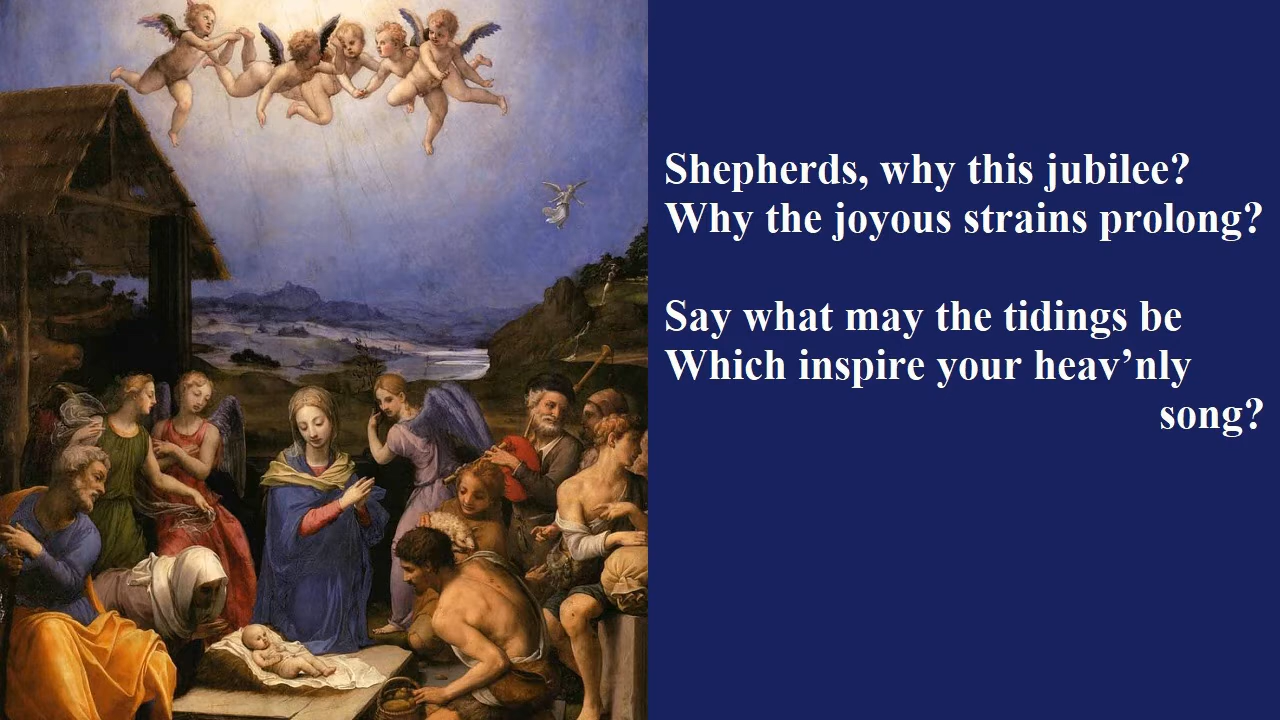 Shepherds, why this jubilee?
Why the joyous strains prolong?
Say what may the tidings be
Which inspire your heav’nly
song?